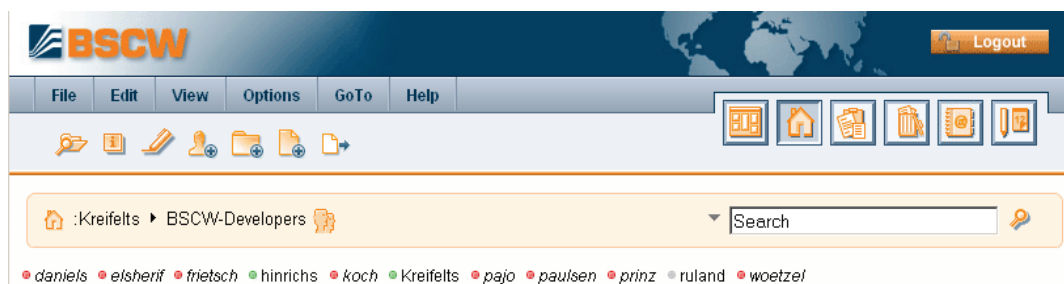 BSCW
Logout
File Edit View Options GoTo Help
:Kreifelts BSCW-Developers Search
daniels elsherif frietsch hinrichs koch Kreifelts pajo paulsen prinz ruland woetzel